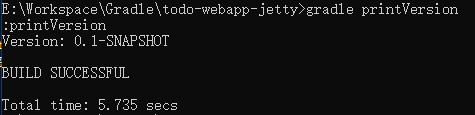 E:\Workspace\Gradle\todo-webapp-jetty>gradle printVersion
:printVersion
Version: 0.1-SNAPSHOT
BUILD SUCCESSFUL
Total time: 5.735 secs